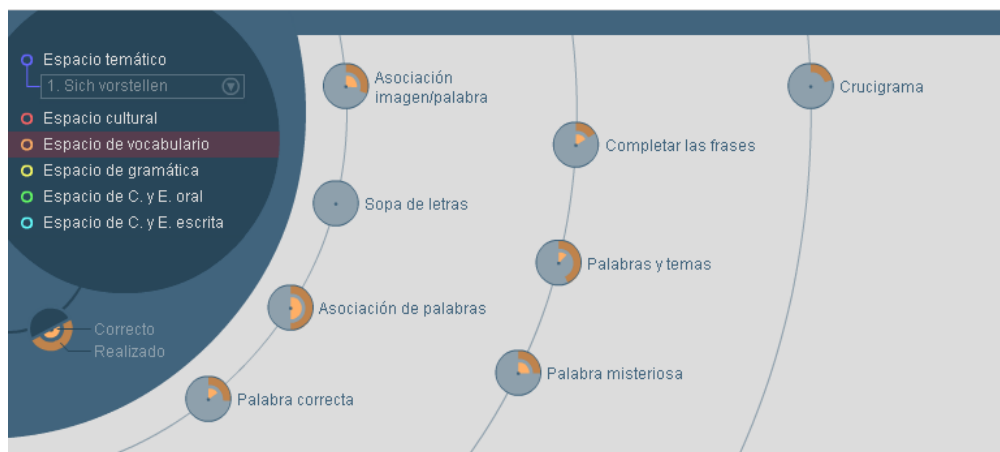 Espacio temático
1. Sich vorstellen
Espacio cultural
Espacio de vocabulario
Espacio de gramática
Espacio de C. y E. oral
Espacio de C. y E. escrita
Correcto
Realizado
Asociación
imagen/palabra
Sopa de letras
Asociación de palabras
Palabra correcta
Completar las frases
Palabras y temas
Palabra misteriosa
Crucigrama